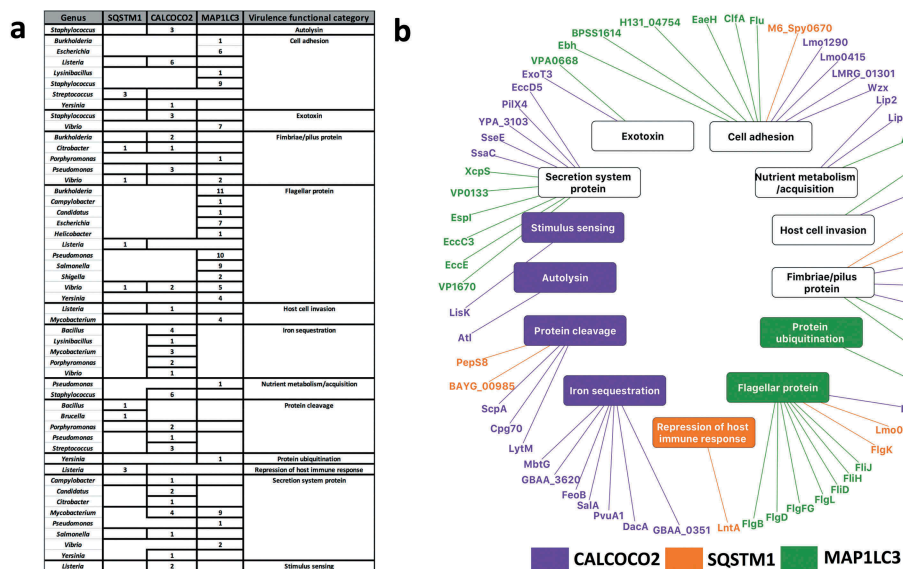 a
Genus SQSTM1 CALCOCO2 MAP1LC3 Virulence functional category
Staphylococcus 3 Autolysin
Burkholderia 1 Cell adhesion
Escherichia 6
Listeria 6
Lysinibacillus 1
Staphylococcus 9
Streptococcus 3
Yersinia 1
Staphylococcus 3 Exotoxin
Vibrio 7
Burkholderia 2 Fimbriae/pilus protein
Citrobacter 1 1
Porphyromonas 1
Pseudomonas 3
Vibrio 1 2
Burkholderia 11 Flagellar protein
Campylobacter 1
Candidatus 1
Escherichia 7
Helicobacter 1
Listeria 1
Pseudomonas 10
Salmonella 9
Shigella 2
Vibrio 1 2 5
Yersinia 4
Listeria 1 Host cell invasion
Mycobacterium 4
Bacillus 4 Iron sequestration
Lysinibacillus 1
Mycobacterium 3
Porphyromonas 2
Vibrio 1
Pseudomonas 1 Nutrient metabolism/acquisition
Staphylococcus 6
Bacillus 1 Protein cleavage
Brucella 1
Porphyromonas 2
Pseudomonas 1
Streptococcus 3
Yersinia 1 Protein ubiquitination
Listeria 3 Repression of host immune response
Campylobacter 1 Secretion system protein
Candidatus 2
Citrobacter 1
Mycobacterium 4 9
Pseudomonas 1
Salmonella 1
Vibrio 2
Yersinia 1
Listeria 2 Stimulus sensing
b
H131_04754
EaeH
ClfA
Flu
M6_Spy0670
BPSS1614
Ebh
VPA0668
ExoT3
EccD5
PilX4
YPA_3103
SseE
SsaC
XcpS
VP0133
EspI
EccC3
EccE
VP1670
LisK
Atl
PepS8
BAYG_00985
ScpA
Cpg70
LytM
MbtG
GBAA_3620
FeoB
SalA
PvuA1
DacA
GBAA_0351
LntA
FlgB
FlgD
FlgFG
FlgL
FliD
FliH
FliJ
FlgK
Lmo0
Lmo1290
Lmo0415
LMRG_01301
Wzx
Lip2
Lip
Exotoxin
Cell adhesion
Secretion system
protein
Nutrient metabolism
/acquisition
Stimulus sensing
Host cell invasion
Autolysin
Fimbriae/pilus
protein
Protein cleavage
Protein
ubiquitination
Iron sequestration
Flagellar protein
Repression of host
immune response
CALCOCO2
SQSTM1
MAP1LC3